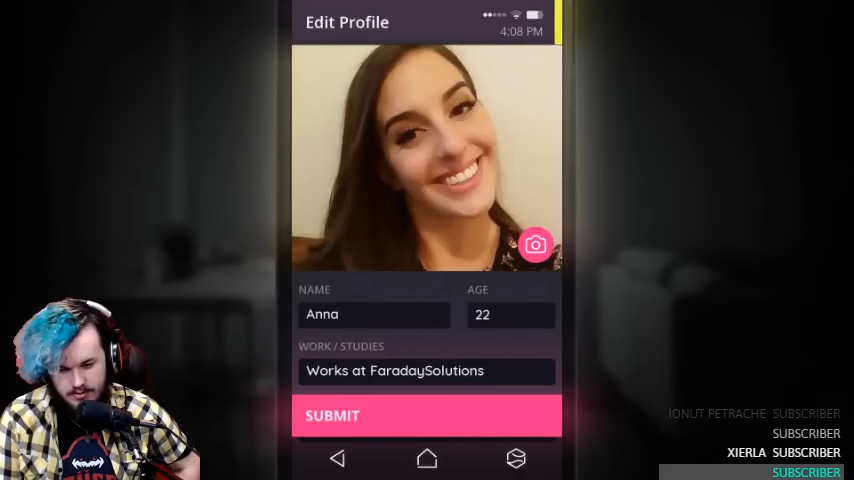 Edit Profile
4:08 PM
NAME
AGE
Anna
22
WORK / STUDIES
Works at FaradaySolutions
SUBMIT
IONUT PETRACHE SUBSCRIBER
SUBSCRIBER
XIERLA SUBSCRIBER
SUBSCRIBER